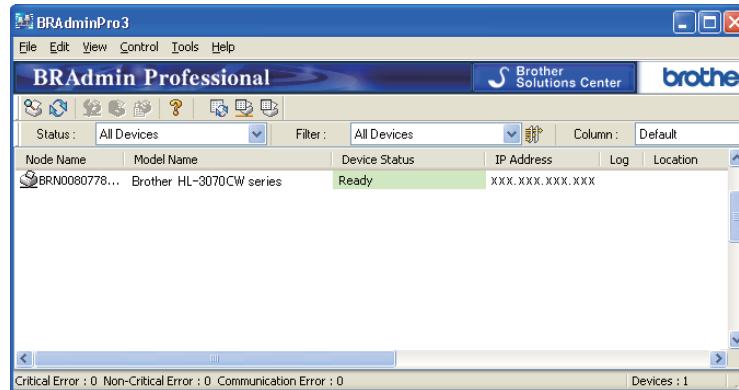 BRAdminPro3
File Edit View Control Tools Help
BRAdmin Professional Brother Solutions Center brothe
Status : All Devices Filter : All Devices Column : Default
Node Name Model Name Device Status IP Address Log Location
BRN0080778... Brother HL-3070CW series Ready XXX.XXX.XXX.XXX
Critical Error : 0 Non-Critical Error : 0 Communication Error : 0 Devices : 1